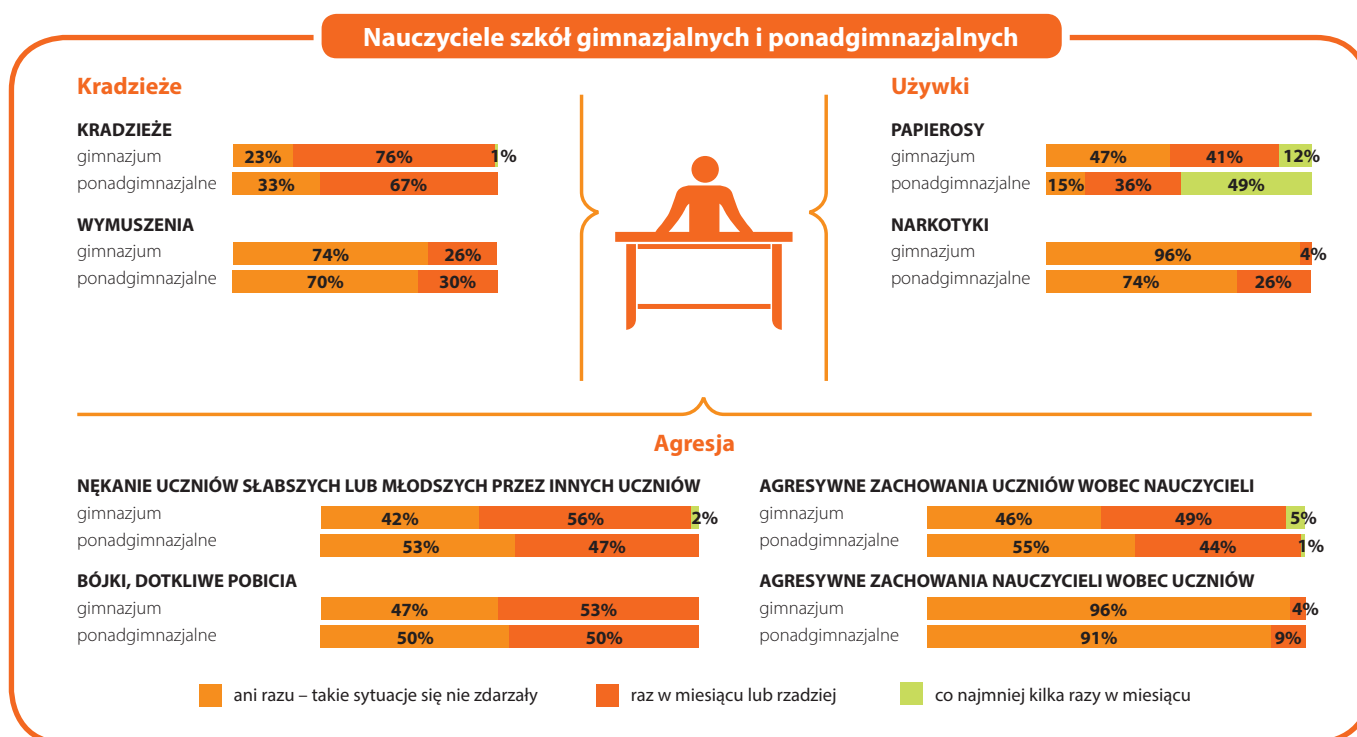 Nauczyciele szkół gimnazjalnych i ponadgimnazjalnych
Kradzieże
KRADZIEŻE
gimnazjum 23% 76% 1%
ponadgimnazjalne 33% 67%
WYMUSZENIA
gimnazjum 74% 26%
ponadgimnazjalne 70% 30%
Używki
PAPIEROSY
gimnazjum 47% 41% 12%
ponadgimnazjalne 15% 36% 49%
NARKOTYKI
gimnazjum 96% 4%
ponadgimnazjalne 74% 26%
Agresja
NĘKANIE UCZNIÓW SŁABSZYCH LUB MŁODSZYCH PRZEZ INNYCH UCZNIÓW
gimnazjum 42% 56% 2%
ponadgimnazjalne 53% 47%
BÓJKI, DOTKLIWE POBICIA
gimnazjum 47% 53%
ponadgimnazjalne 50% 50%
AGRESYWNE ZACHOWANIA UCZNIÓW WOBEC NAUCZYCIELI
gimnazjum 46% 49% 5%
ponadgimnazjalne 55% 44% 1%
AGRESYWNE ZACHOWANIA NAUCZYCIELI WOBEC UCZNIÓW
gimnazjum 96% 4%
ponadgimnazjalne 91% 9%
ani razu – takie sytuacje się nie zdarzały
raz w miesiącu lub rzadziej
co najmniej kilka razy w miesiącu